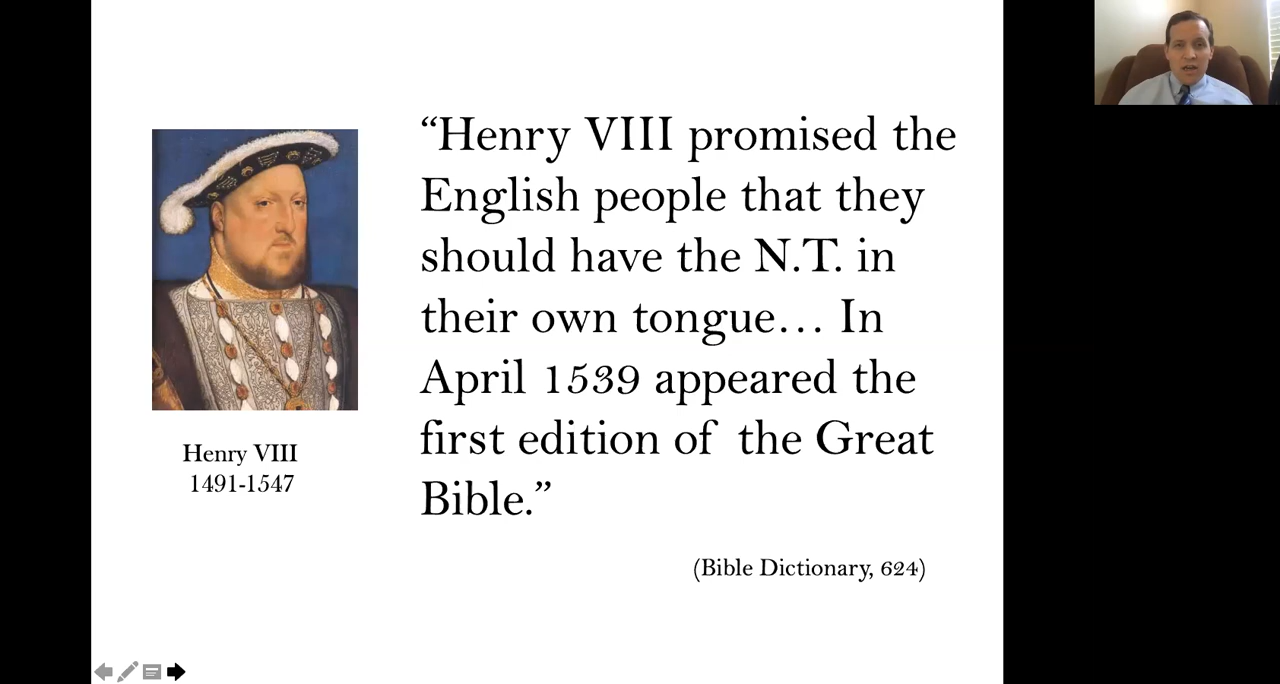 “Henry VIII promised the
English people that they
should have the N.T. in
their own tongue… In
April 1539 appeared the
first edition of the Great
Bible.”
Henry VIII
1491-1547
(Bible Dictionary, 624)